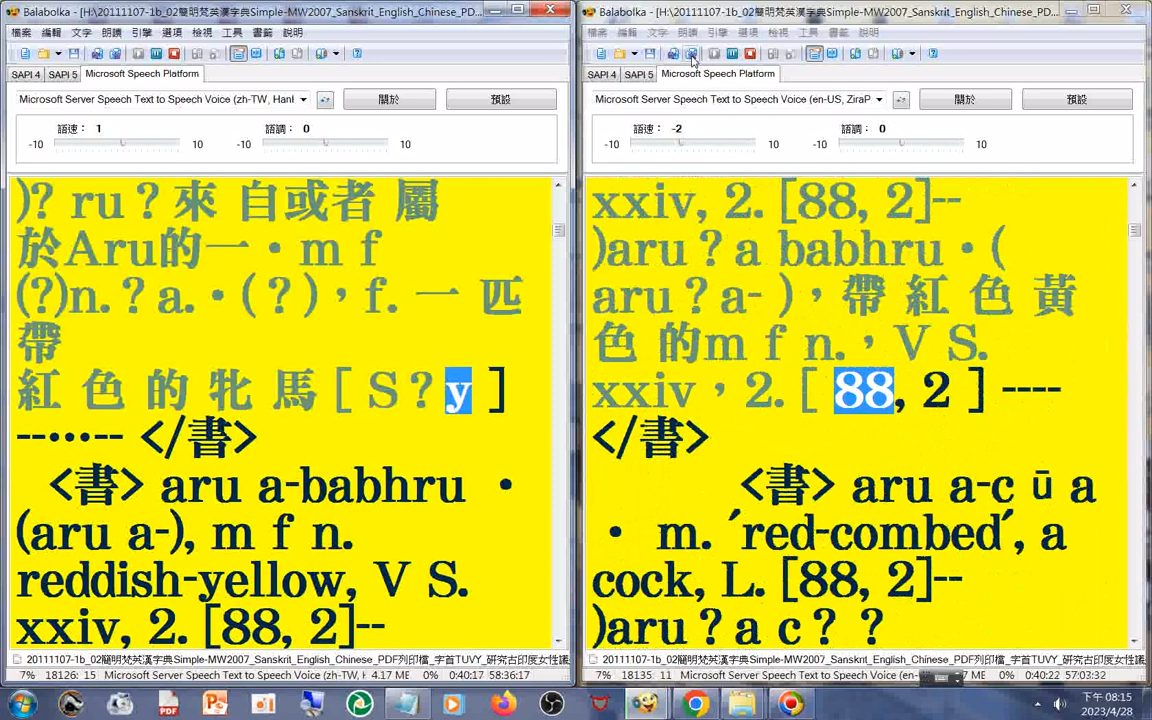 Balabolka - [H:\20111107-1b_02簡明梵英漢字典Simple-MW2007_Sanskrit_English_Chinese_PD...
檔案 編輯 文字 朗讀 引擎 選項 檢視 工具 書籤 說明
SAPI 4 SAPI 5 Microsoft Speech Platform
Microsoft Server Speech Text to Speech Voice (zh-TW, Hanl 關於 預設
語速: 1 語調: 0
-10 10 -10 10
)? ru ? 來 自或者 屬
於Aru的一・m f
(?)n. ? a.・( ? ) , f. 一 匹
帶
紅 色 的 牝 馬 [ S ? y ]
--…… -- </書>
<書> aru a-babhru ・
(aru a-), m f n.
reddish-yellow, V S.
xxiv, 2. [88, 2]--
20111107-1b_02簡明梵英漢字典Simple-MW2007_Sanskrit_English_Chinese_PDF列印檔_字首TUVY_研究古印度女性議
7% 18126: 15 Microsoft Server Speech Text to Speech Voice (zh-TW, H 4.17 ME 0% 0:40:17 58:36:17
Balabolka - [H:\20111107-1b_02簡明梵英漢字典Simple-MW2007_Sanskrit_English_Chinese_PD...
檔案 編輯 文字 朗讀 引擎 選項 檢視 工具 書籤 說明
SAPI 4 SAPI 5 Microsoft Speech Platform
Microsoft Server Speech Text to Speech Voice (en-US, ZiraP 關於 預設
語速: -2 語調: 0
-10 10 -10 10
xxiv, 2. [88, 2]--
)aru ? a babhru・(
aru ? a- ) , 帶 紅 色 黃
色 的m f n. , V S.
xxiv , 2. [ 88, 2 ] ----
</書>
<書> aru a-c ū a
・ m. ′red-combed′, a
cock, L. [88, 2]--
)aru ? a c ? ?
20111107-1b_02簡明梵英漢字典Simple-MW2007_Sanskrit_English_Chinese_PDF列印檔_字首TUVY_研究古印度女性議
7% 18135: 11 Microsoft Server Speech Text to Speech Voice (en- ME 0% 0:40:22 57:03:32
下午 08:15
2023/4/28